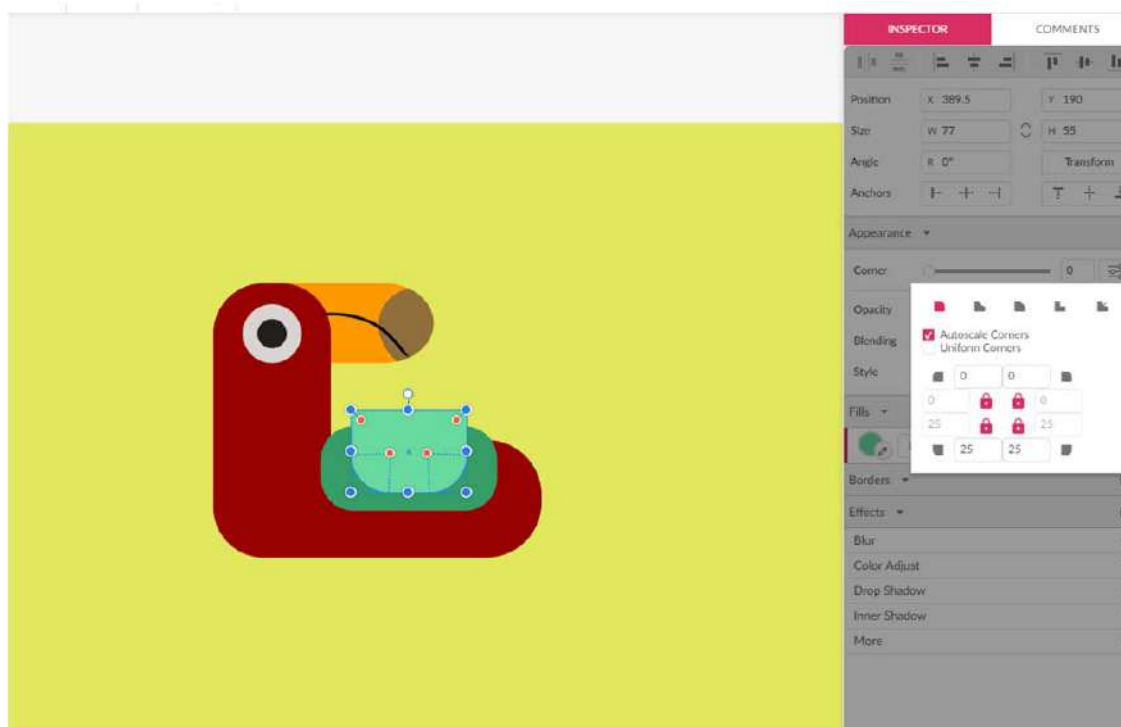 INSPECTOR COMMENTS
Position X 389.5 Y 190
Size W 77 H 55
Angle R 0° Transform
Anchors
Appearance
Corner 0
Opacity
Autoscale Corners
Blending
Uniform Corners
Style
0 0
0 0
Fills
25 25
25 25
Borders
Effects
Blur
Color Adjust
Drop Shadow
Inner Shadow
More